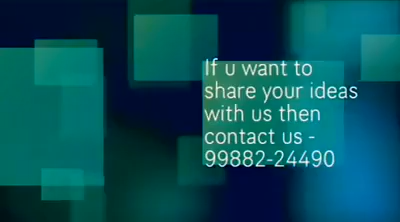 If u want to
share your ideas
with us then
contact us -
99882-24490